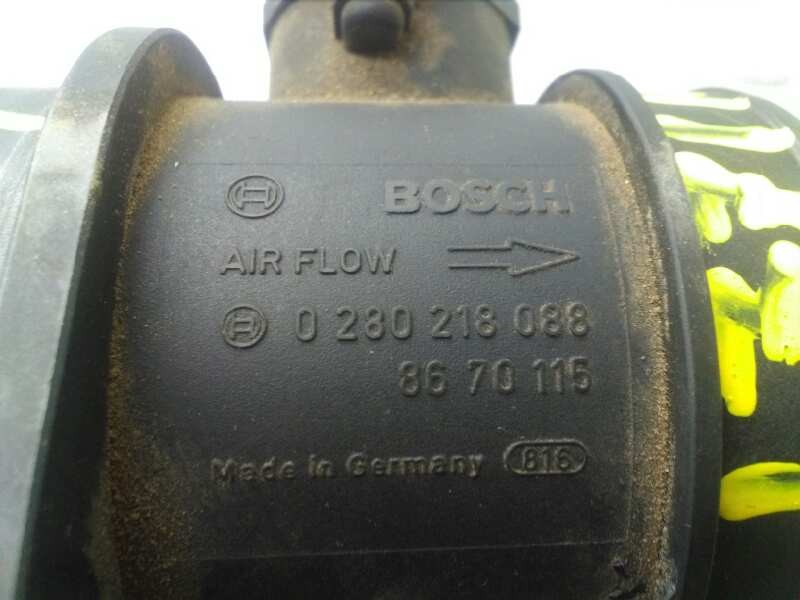 BOSCH
AIR FLOW
0 280 218 088
86 70 115
Made in Germany 816